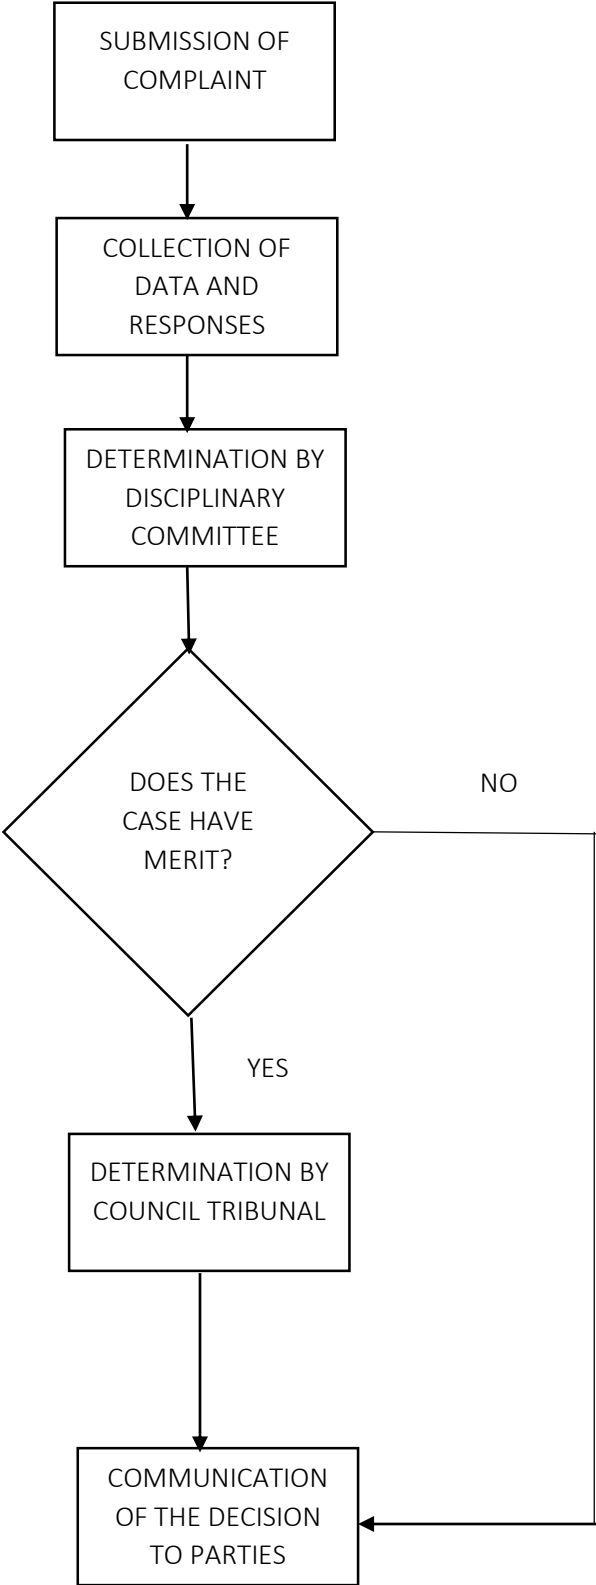 SUBMISSION OF
COMPLAINT
COLLECTION OF
DATA AND
RESPONSES
DETERMINATION BY
DISCIPLINARY
COMMITTEE
DOES THE
CASE HAVE
MERIT?
NO
YES
DETERMINATION BY
COUNCIL TRIBUNAL
COMMUNICATION
OF THE DECISION
TO PARTIES